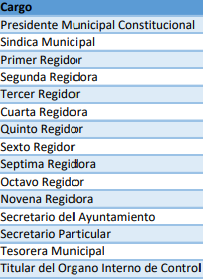 Cargo
Presidente Municipal Constitucional
Sindica Municipal
Primer Regidor
Segunda Regidora
Tercer Regidor
Cuarta Regidora
Quinto Regidor
Sexto Regidor
Septima Regidora
Octavo Regidor
Novena Regidora
Secretario del Ayuntamiento
Secretario Particular
Tesorera Municipal
Titular del Organo Interno de Control